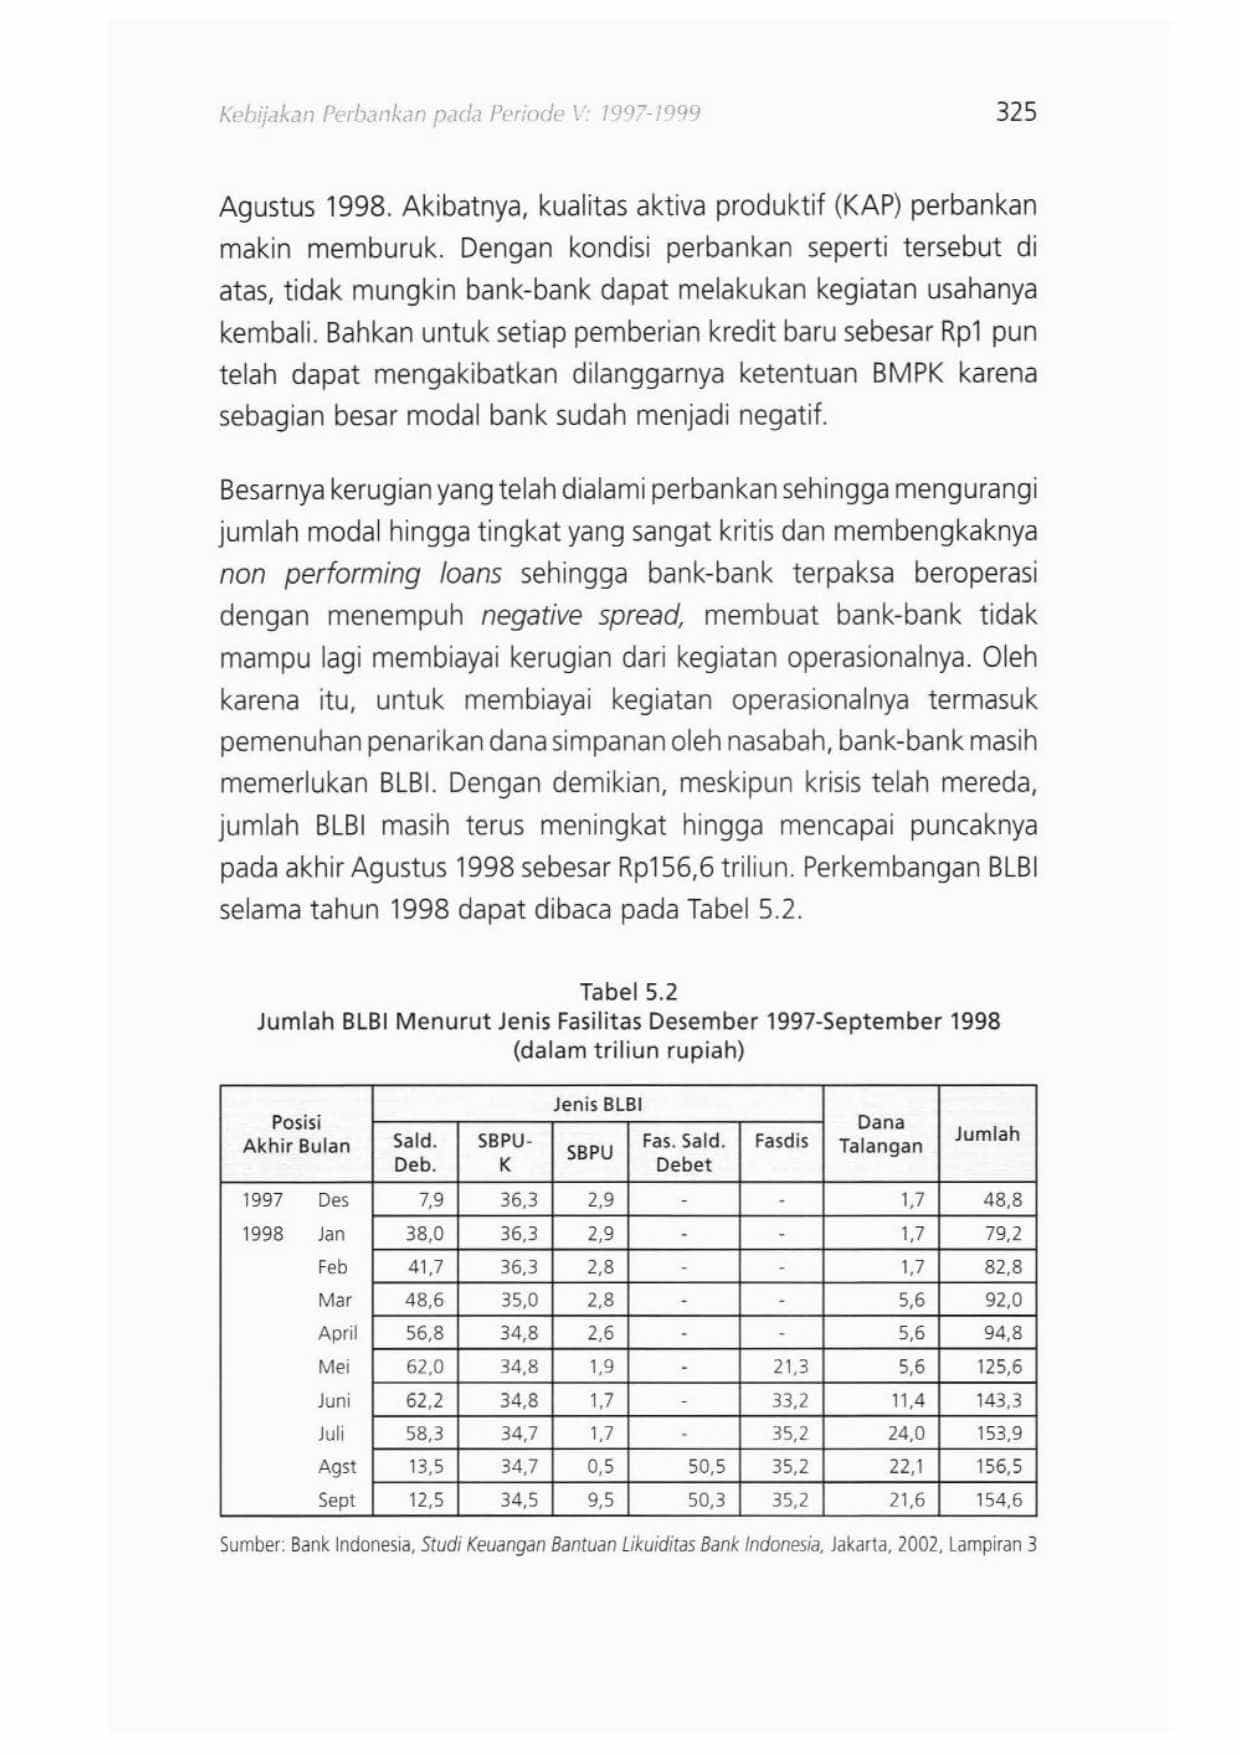 Kebijakan Perbankan pada Periode V: 1997-1999 325
Agustus 1998. Akibatnya, kualitas aktiva produktif (KAP) perbankan
makin memburuk. Dengan kondisi perbankan seperti tersebut di
atas, tidak mungkin bank-bank dapat melakukan kegiatan usahanya
kembali. Bahkan untuk setiap pemberian kredit baru sebesar Rp1 pun
telah dapat mengakibatkan dilanggarnya ketentuan BMPK karena
sebagian besar modal bank sudah menjadi negatif.
Besarnya kerugian yang telah dialami perbankan sehingga mengurangi
jumlah modal hingga tingkat yang sangat kritis dan membengkaknya
non performing loans sehingga bank-bank terpaksa beroperasi
dengan menempuh negative spread, membuat bank-bank tidak
mampu lagi membiayai kerugian dari kegiatan operasionalnya. Oleh
karena itu, untuk membiayai kegiatan operasionalnya termasuk
pemenuhan penarikan dana simpanan oleh nasabah, bank-bank masih
memerlukan BLBI. Dengan demikian, meskipun krisis telah mereda,
jumlah BLBI masih terus meningkat hingga mencapai puncaknya
pada akhir Agustus 1998 sebesar Rp156,6 triliun. Perkembangan BLBI
selama tahun 1998 dapat dibaca pada Tabel 5.2.
Tabel 5.2
Jumlah BLBI Menurut Jenis Fasilitas Desember 1997-September 1998
(dalam triliun rupiah)
Posisi Akhir Bulan Jenis BLBI Dana Talangan Jumlah
Sald. Deb. SBPU-K SBPU Fas. Sald. Debet Fasdis
1997 Des 7,9 36,3 2,9 - - 1,7 48,8
1998 Jan 38,0 36,3 2,9 - - 1,7 79,2
Feb 41,7 36,3 2,8 - - 1,7 82,8
Mar 48,6 35,0 2,8 - - 5,6 92,0
April 56,8 34,8 2,6 - - 5,6 94,8
Mei 62,0 34,8 1,9 - 21,3 5,6 125,6
Juni 62,2 34,8 1,7 - 33,2 11,4 143,3
Juli 58,3 34,7 1,7 - 35,2 24,0 153,9
Agst 13,5 34,7 0,5 50,5 35,2 22,1 156,5
Sept 12,5 34,5 9,5 50,3 35,2 21,6 154,6
Sumber: Bank Indonesia, Studi Keuangan Bantuan Likuiditas Bank Indonesia, Jakarta, 2002, Lampiran 3